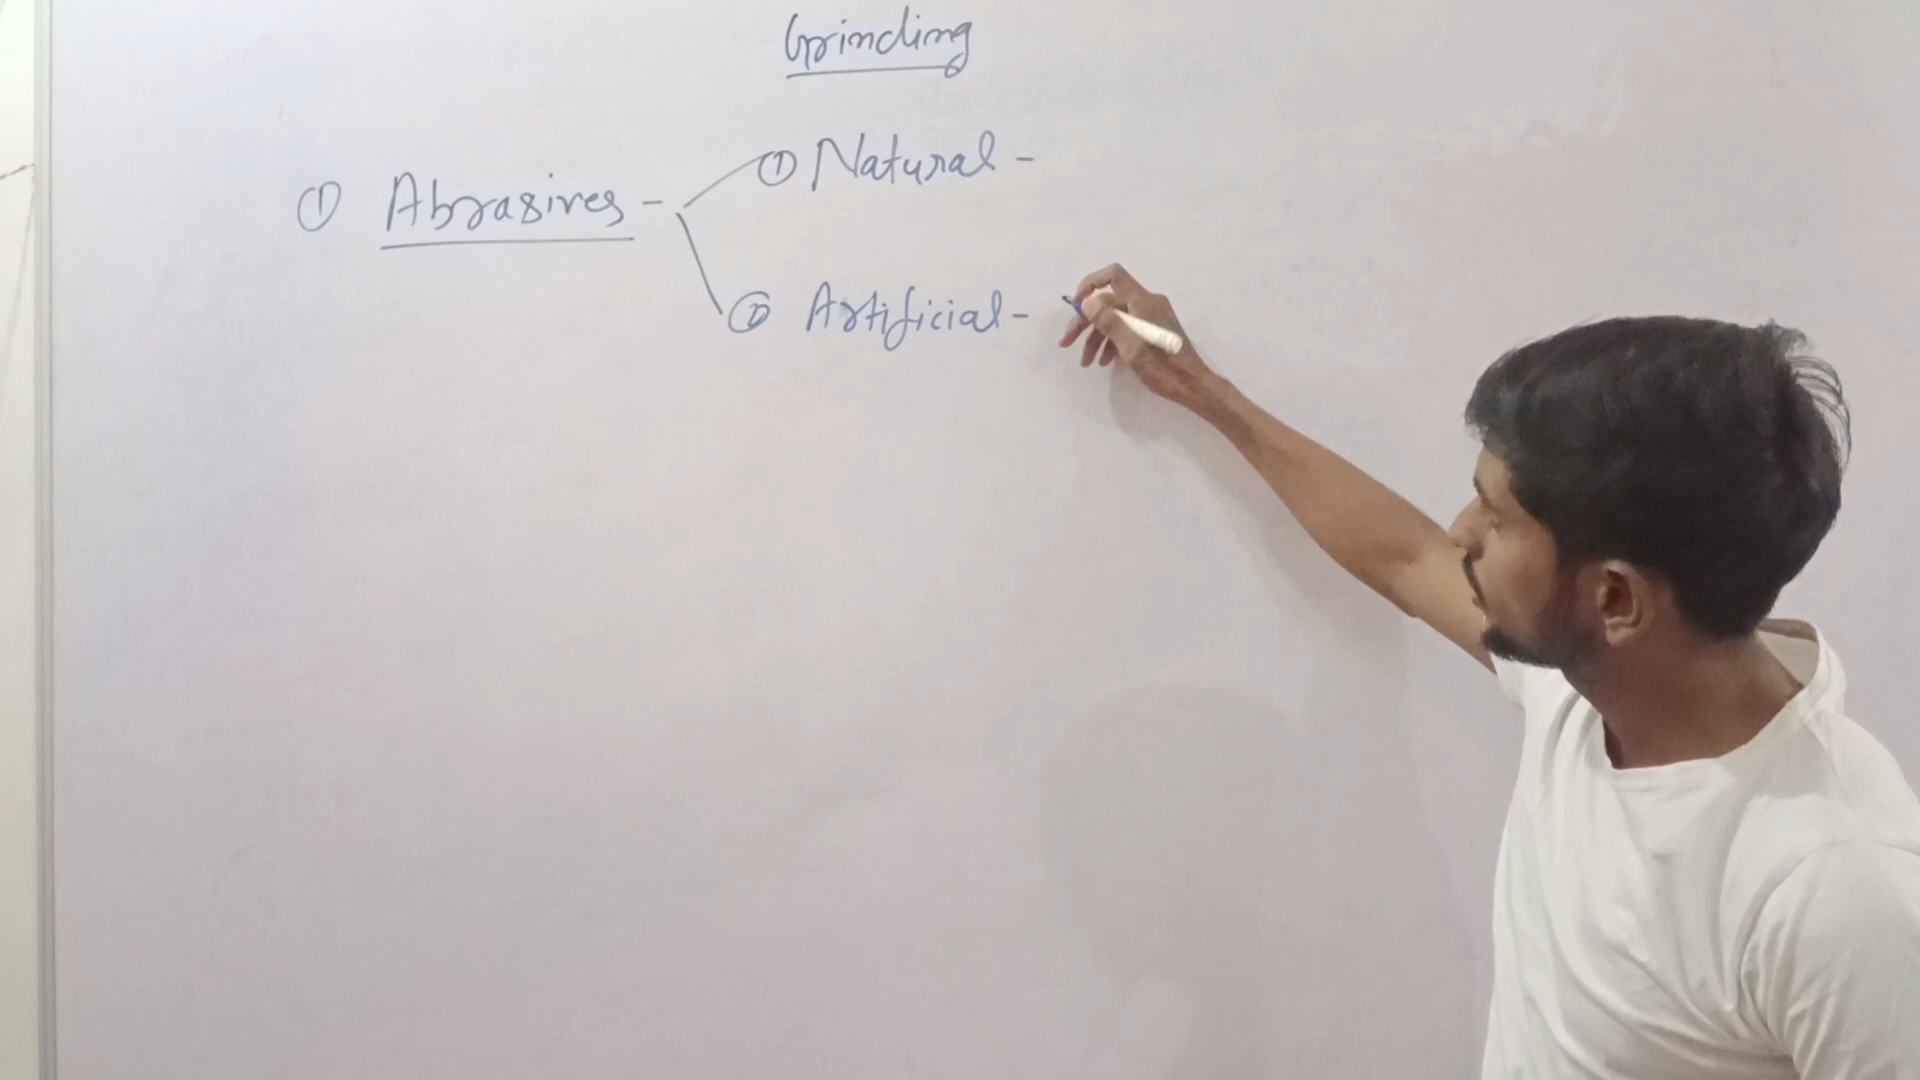 Grinding
① Abrasives - ① Natural -
② Artificial -